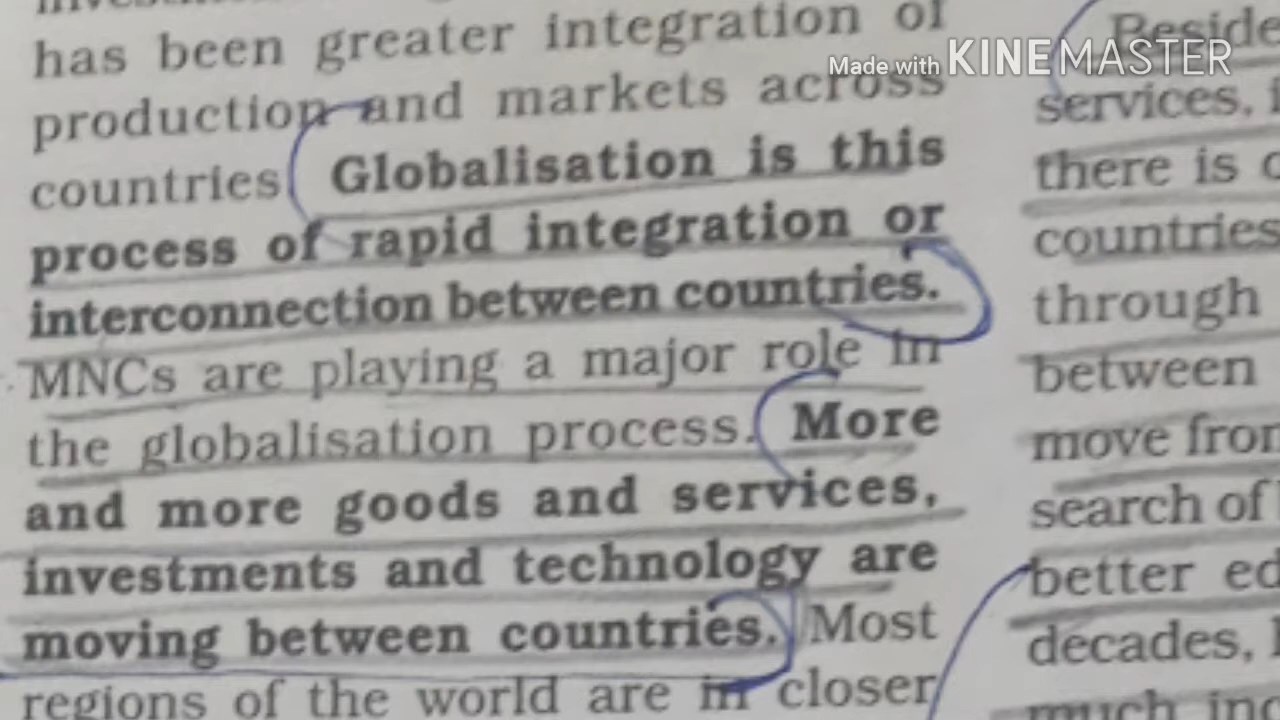 has been greater integration of
production and markets across
countries
Globalisation is this
process of rapid integration or
interconnection between countries.
MNCs are playing a major role in
the globalisation process. More
and more goods and services,
investments and technology are
moving between countries. Most
regions of the world are in closer
Made with KINEMASTER
services,
there is
countries
through
between
move
search of
better
decades,
much